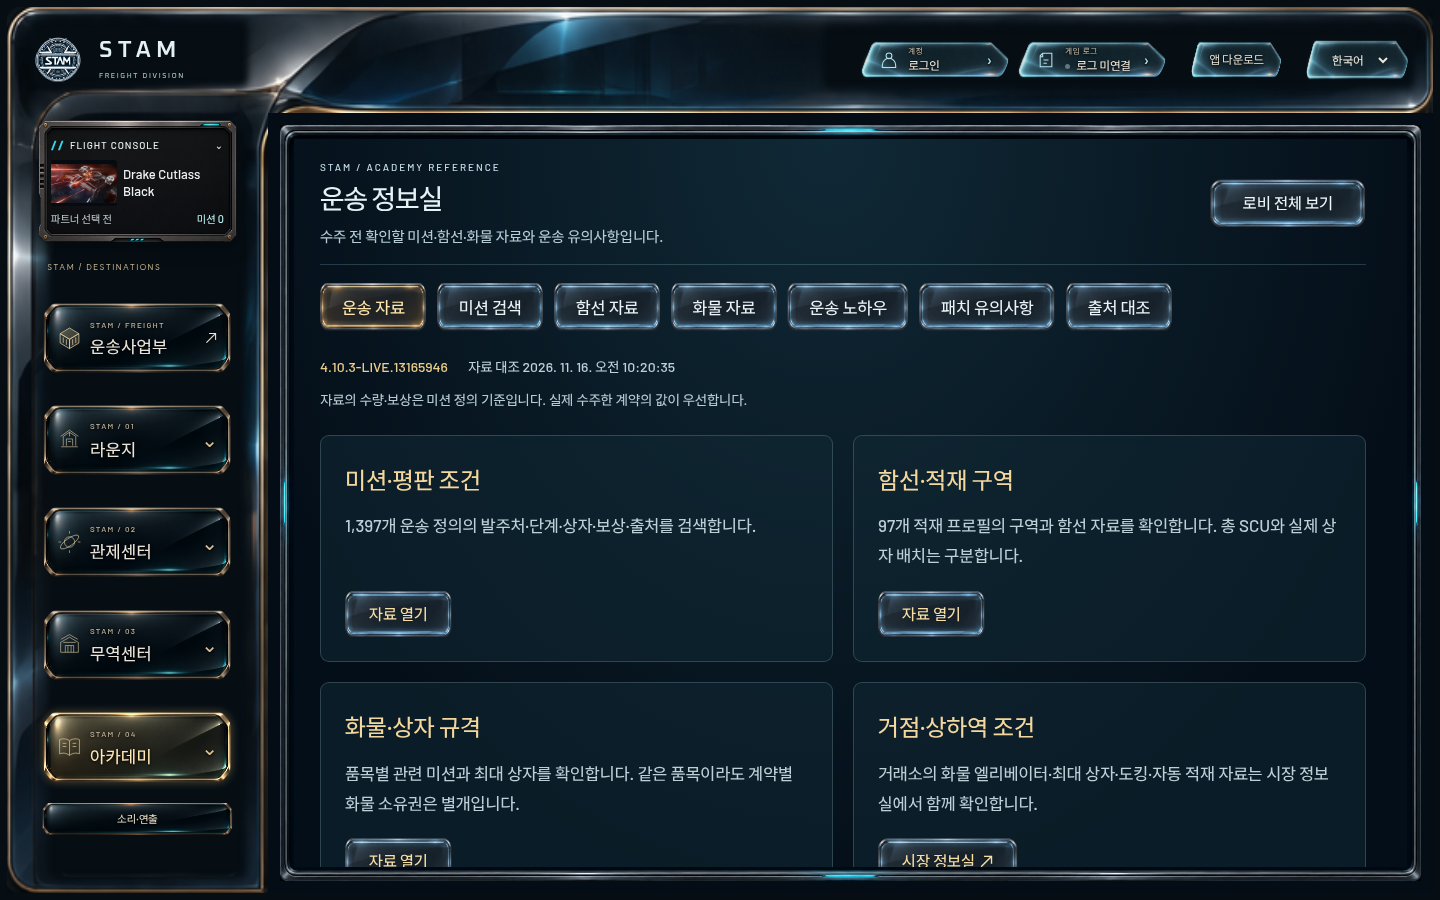 STAM
FREIGHT DIVISION
계정
로그인
게임 로그
로그 미연결
앱 다운로드
한국어
FLIGHT CONSOLE
Drake Cutlass
Black
파트너 선택 전
미션 0
STAM / DESTINATIONS
STAM / FREIGHT
운송사업부
STAM / 01
라운지
STAM / 02
관제센터
STAM / 03
무역센터
STAM / 04
아카데미
소리·연출
STAM / ACADEMY REFERENCE
운송 정보실
수주 전 확인할 미션·함선·화물 자료와 운송 유의사항입니다.
로비 전체 보기
운송 자료
미션 검색
함선 자료
화물 자료
운송 노하우
패치 유의사항
출처 대조
4.10.3-LIVE.13165946
자료 대조 2026. 11. 16. 오전 10:20:35
자료의 수량·보상은 미션 정의 기준입니다. 실제 수주한 계약의 값이 우선합니다.
미션·평판 조건
1,397개 운송 정의의 발주처·단계·상자·보상·출처를 검색합니다.
자료 열기
함선·적재 구역
97개 적재 프로필의 구역과 함선 자료를 확인합니다. 총 SCU와 실제 상
자 배치는 구분합니다.
자료 열기
화물·상자 규격
품목별 관련 미션과 최대 상자를 확인합니다. 같은 품목이라도 계약별
화물 소유권은 별개입니다.
자료 열기
거점·상하역 조건
거래소의 화물 엘리베이터·최대 상자·도킹·자동 적재 자료는 시장 정보
실에서 함께 확인합니다.
시장 정보실 ↗